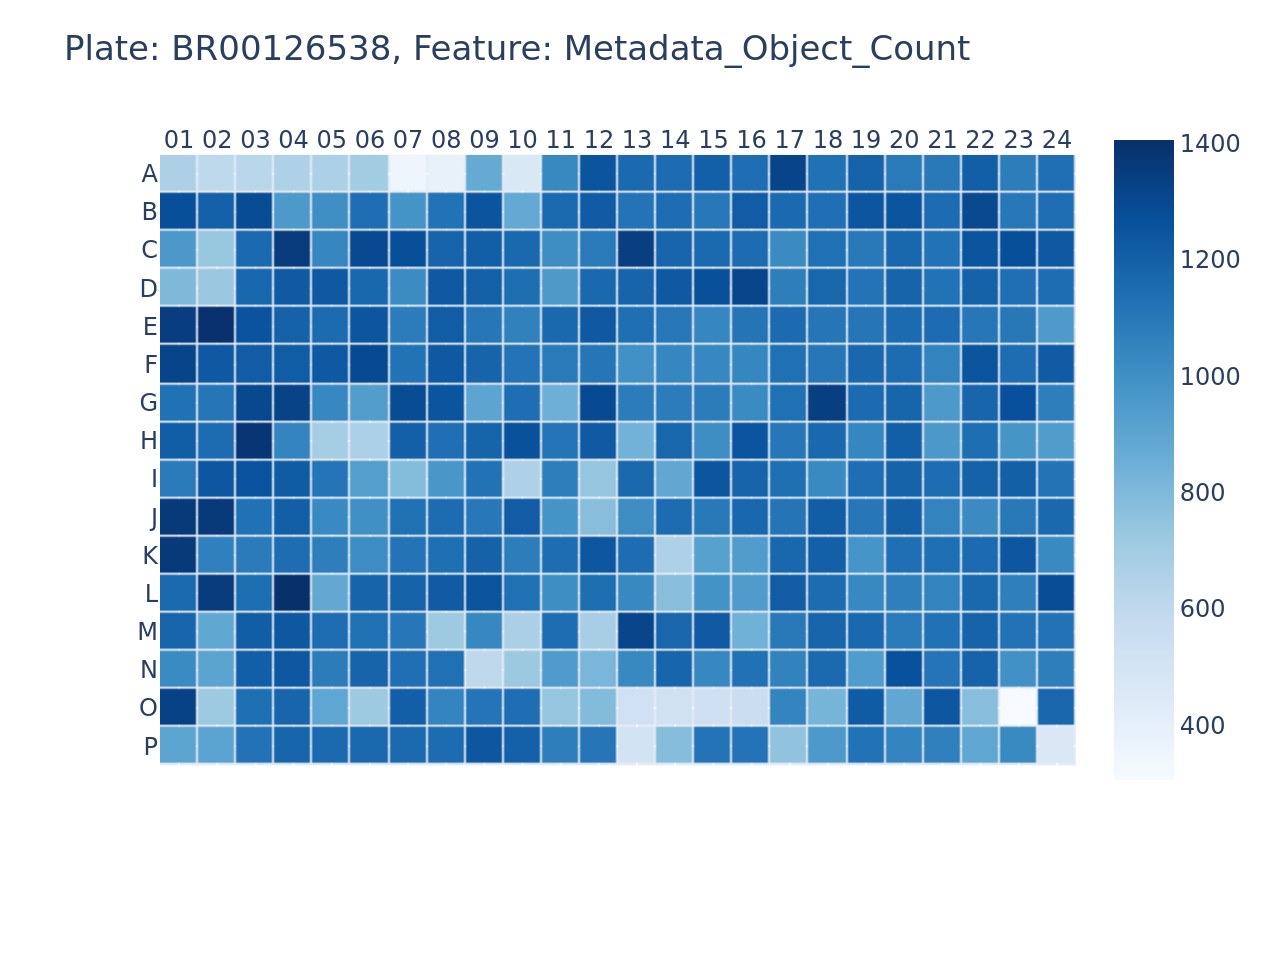 Plate: BR00126538, Feature: Metadata_Object_Count
01 02 03 04 05 06 07 08 09 10 11 12 13 14 15 16 17 18 19 20 21 22 23 24
A
B
C
D
E
F
G
H
I
J
K
L
M
N
O
P
1400
1200
1000
800
600
400